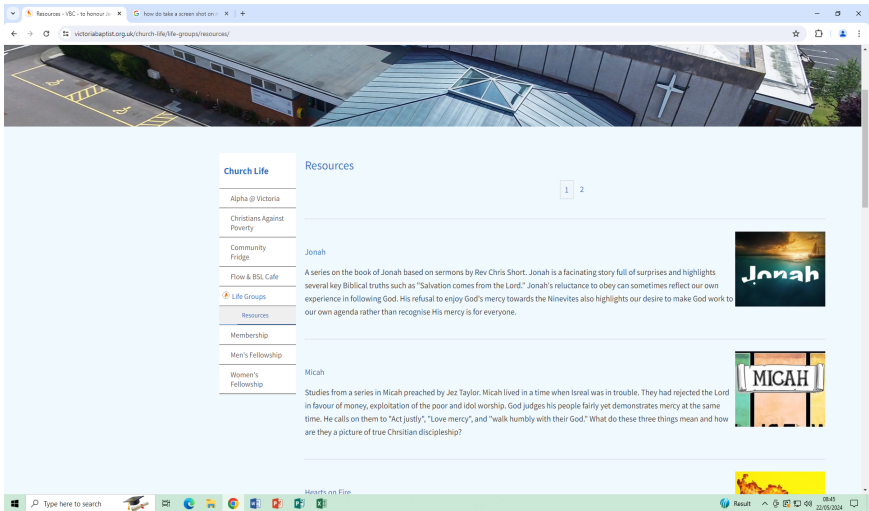 Resources - VBC - to honour Je
how do take a screen shot on m
victoriabaptist.org.uk/church-life/life-groups/resources/
Church Life
Alpha @ Victoria
Christians Against
Poverty
Community
Fridge
Flow & BSL Cafe
Life Groups
Resources
Membership
Men's Fellowship
Women's
Fellowship
Resources
1 2
Jonah
A series on the book of Jonah based on sermons by Rev Chris Short. Jonah is a facinating story full of surprises and highlights
several key Biblical truths such as "Salvation comes from the Lord." Jonah's reluctance to obey can sometimes reflect our own
experience in following God. His refusal to enjoy God's mercy towards the Ninevites also highlights our desire to make God work to
our own agenda rather than recognise His mercy is for everyone.
Jonah
Micah
Studies from a series in Micah preached by Jez Taylor. Micah lived in a time when Isreal was in trouble. They had rejected the Lord
in favour of money, exploitation of the poor and idol worship. God judges his people fairly yet demonstrates mercy at the same
time. He calls on them to "Act justly", "Love mercy", and "walk humbly with their God." What do these three things mean and how
are they a picture of true Chrsitian discipleship?
MICAH
Hearts on Fire
Type here to search
Result
08:45
22/05/2024